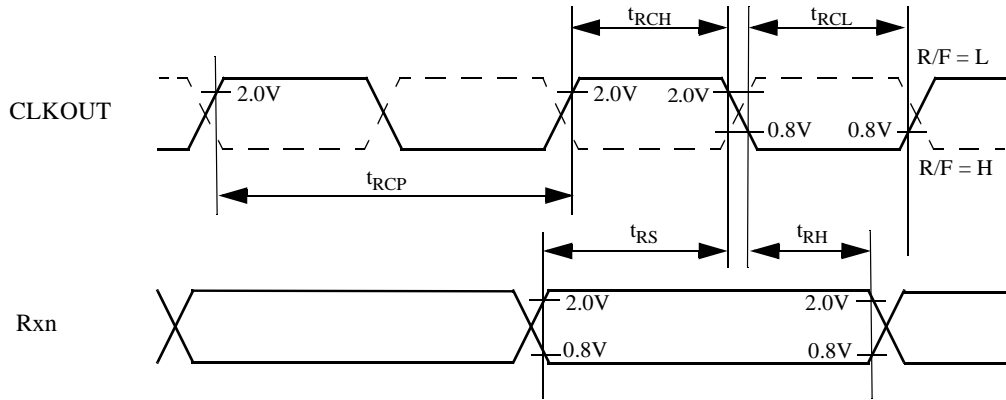 tRCH
tRCL
R/F = L
CLKOUT
2.0V
2.0V
2.0V
0.8V
0.8V
R/F = H
tRCP
tRS
tRH
Rxn
2.0V
2.0V
0.8V
0.8V